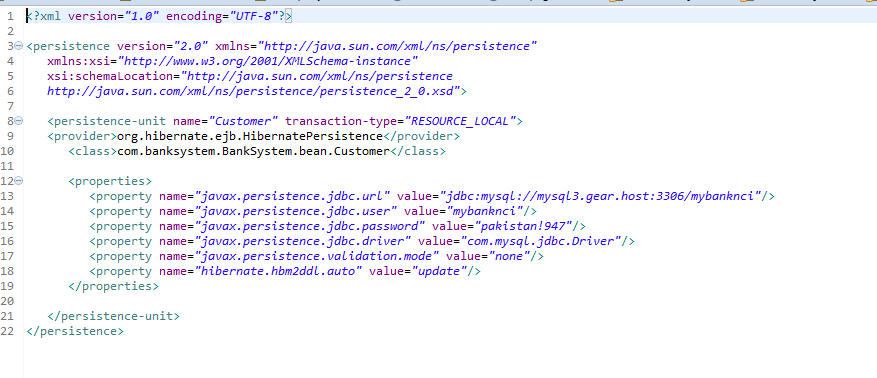 1 <?xml version="1.0" encoding="UTF-8"?>
2
3 <persistence version="2.0" xmlns="http://java.sun.com/xml/ns/persistence"
4 xmlns:xsi="http://www.w3.org/2001/XMLSchema-instance"
5 xsi:schemaLocation="http://java.sun.com/xml/ns/persistence
6 http://java.sun.com/xml/ns/persistence/persistence_2_0.xsd">
7
8 <persistence-unit name="Customer" transaction-type="RESOURCE_LOCAL">
9 <provider>org.hibernate.ejb.HibernatePersistence</provider>
10 <class>com.banksystem.BankSystem.bean.Customer</class>
11
12 <properties>
13 <property name="javax.persistence.jdbc.url" value="jdbc:mysql://mysql3.gear.host:3306/mybanknci"/>
14 <property name="javax.persistence.jdbc.user" value="mybanknci"/>
15 <property name="javax.persistence.jdbc.password" value="pakistan!947"/>
16 <property name="javax.persistence.jdbc.driver" value="com.mysql.jdbc.Driver"/>
17 <property name="javax.persistence.validation.mode" value="none"/>
18 <property name="hibernate.hbm2ddl.auto" value="update"/>
19 </properties>
20
21 </persistence-unit>
22 </persistence>